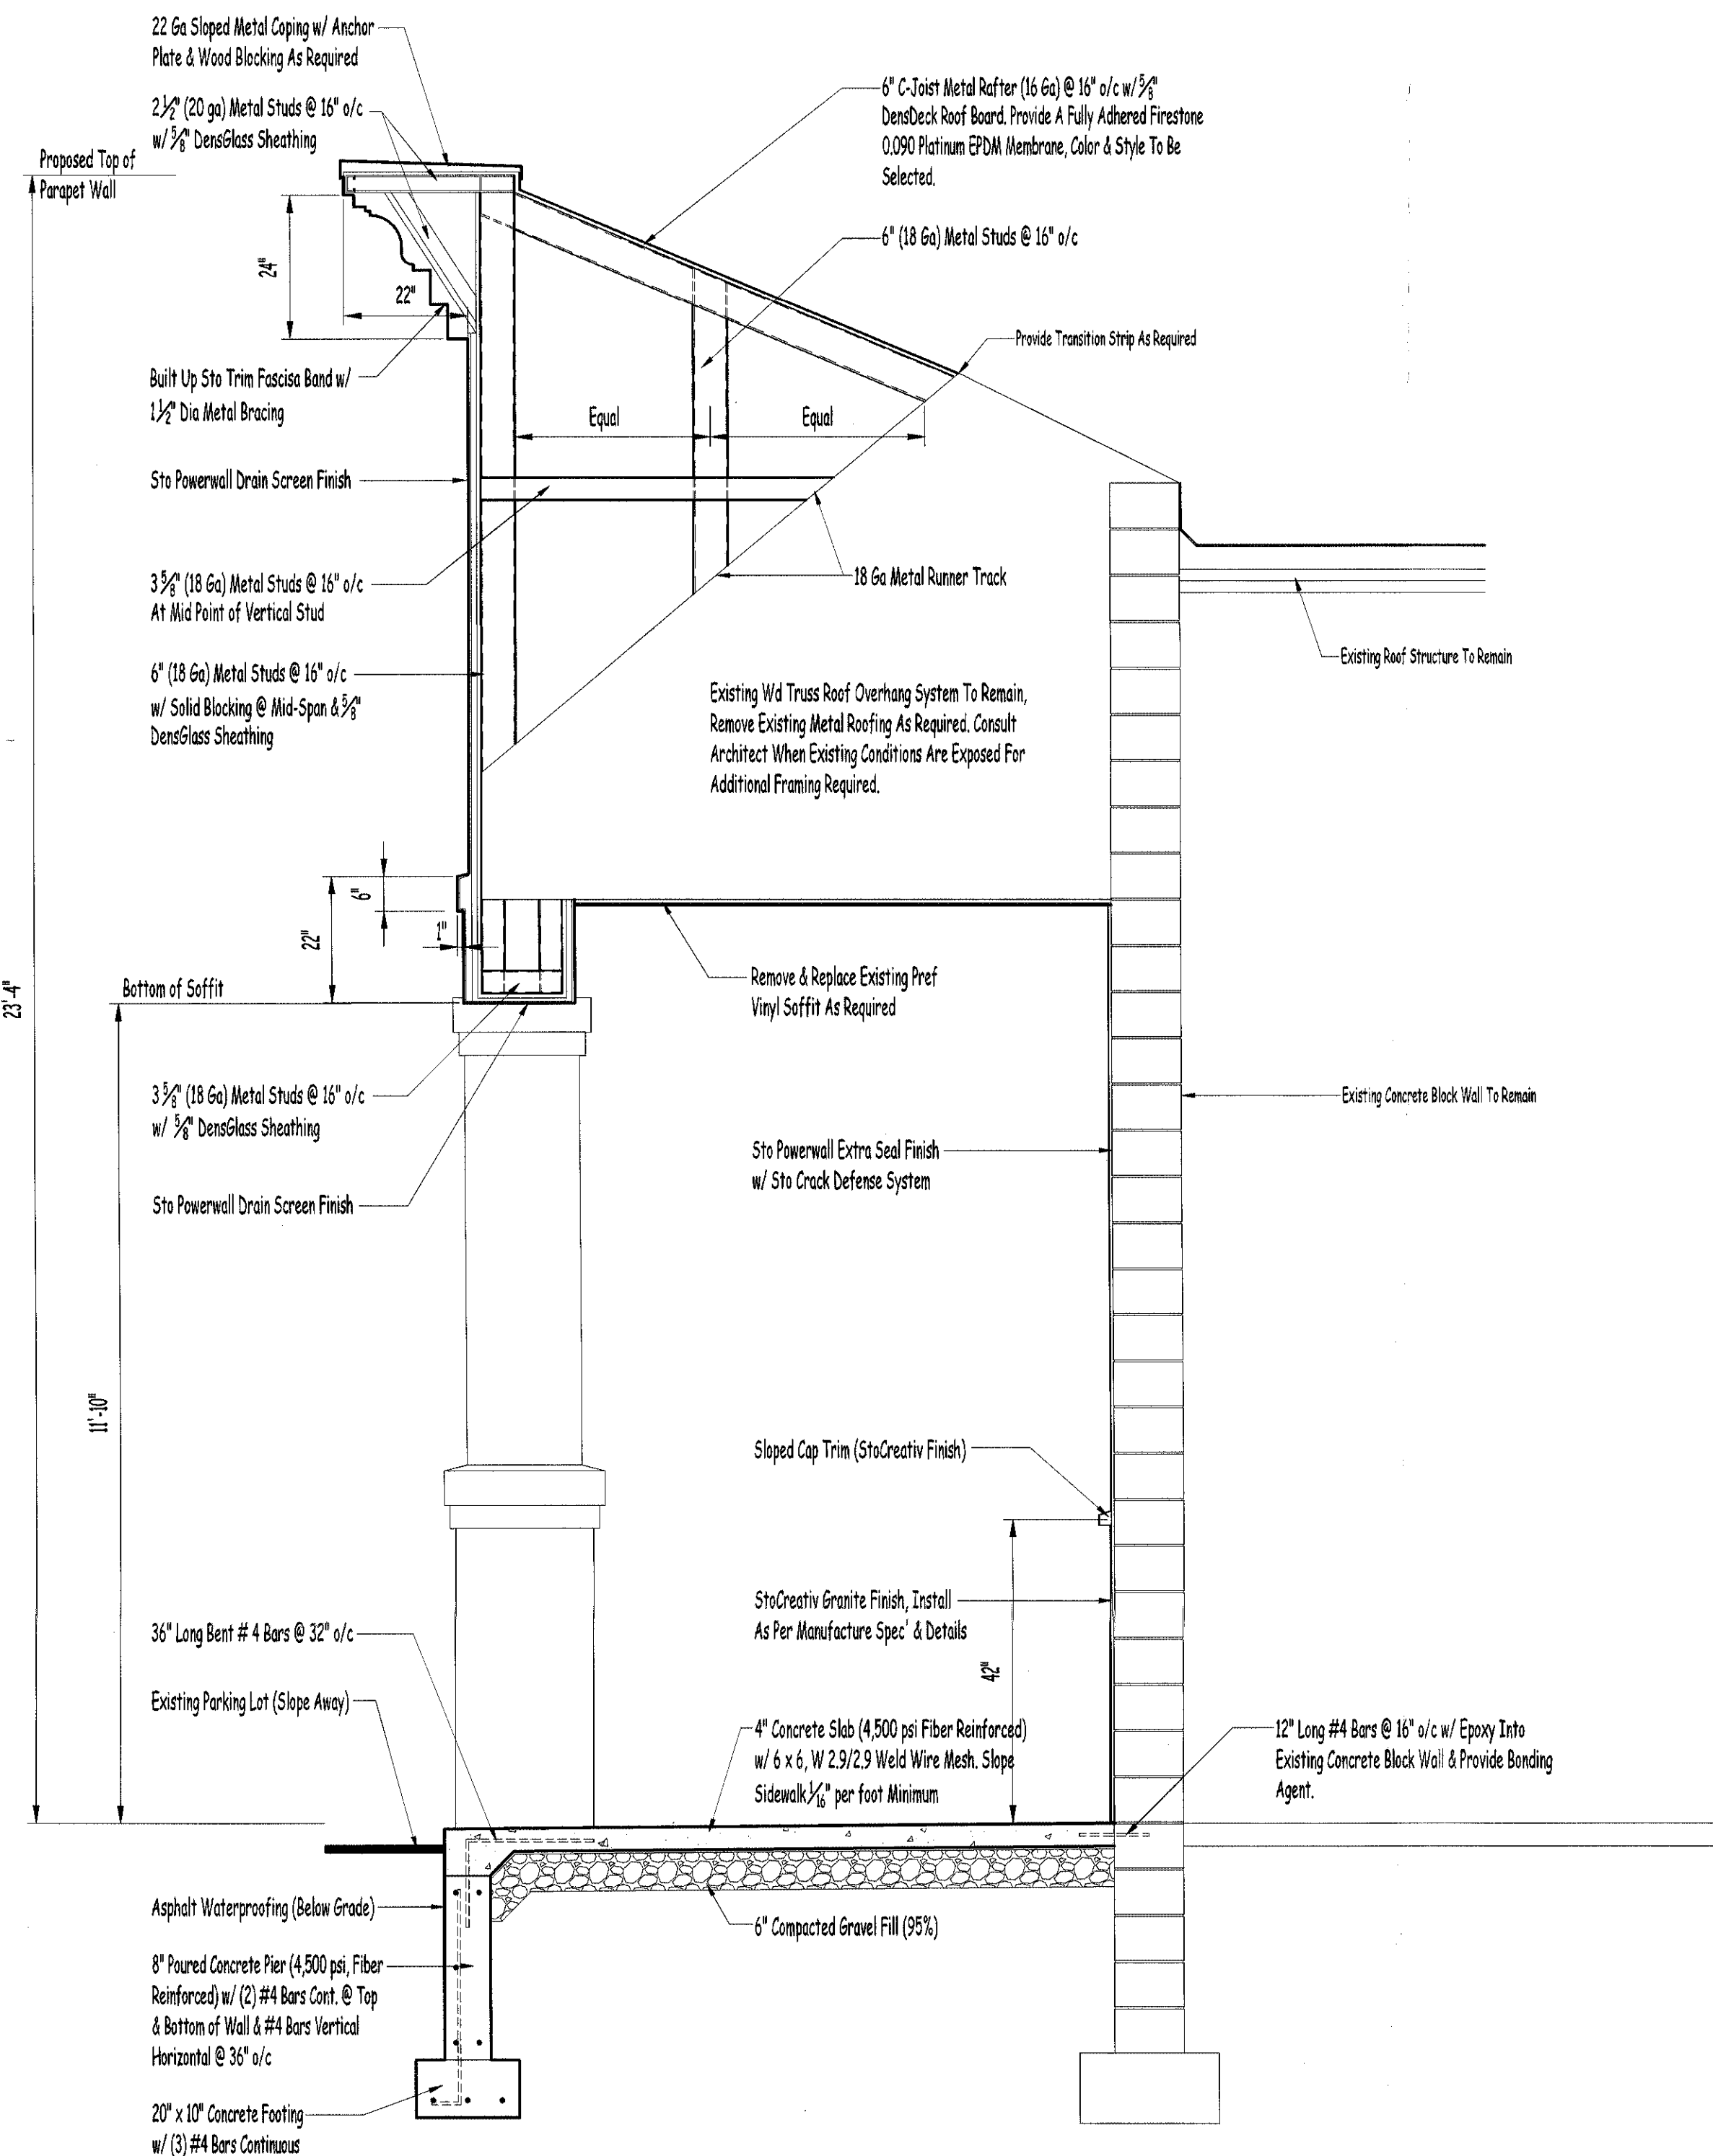 22 Ga Sloped Metal Coping w/ Anchor
Plate & Wood Blocking As Required
2 1/2" (20 ga) Metal Studs @ 16" o/c
w/ 5/8" DensGlass Sheathing
Proposed Top of
Parapet Wall
6" C-Joist Metal Rafter (16 Ga) @ 16" o/c w/ 5/8"
DensDeck Roof Board. Provide A Fully Adhered Firestone
0.090 Platinum EPDM Membrane, Color & Style To Be
Selected.
6" (18 Ga) Metal Studs @ 16" o/c
24"
22"
Provide Transition Strip As Required
Built Up Sto Trim Fascisa Band w/
1 1/2" Dia Metal Bracing
Equal
Equal
Sto Powerwall Drain Screen Finish
3 5/8" (18 Ga) Metal Studs @ 16" o/c
At Mid Point of Vertical Stud
18 Ga Metal Runner Track
Existing Roof Structure To Remain
6" (18 Ga) Metal Studs @ 16" o/c
w/ Solid Blocking @ Mid-Span & 5/8"
DensGlass Sheathing
Existing Wd Truss Roof Overhang System To Remain,
Remove Existing Metal Roofing As Required. Consult
Architect When Existing Conditions Are Exposed For
Additional Framing Required.
6"
22"
1"
23'-4"
Bottom of Soffit
Remove & Replace Existing Pref
Vinyl Soffit As Required
3 5/8" (18 Ga) Metal Studs @ 16" o/c
w/ 5/8" DensGlass Sheathing
Existing Concrete Block Wall To Remain
Sto Powerwall Extra Seal Finish
w/ Sto Crack Defense System
Sto Powerwall Drain Screen Finish
11'-10"
Sloped Cap Trim (StoCreativ Finish)
StoCreativ Granite Finish, Install
As Per Manufacture Spec' & Details
42"
36" Long Bent # 4 Bars @ 32" o/c
Existing Parking Lot (Slope Away)
4" Concrete Slab (4,500 psi Fiber Reinforced)
w/ 6 x 6, W 2.9/2.9 Weld Wire Mesh. Slope
Sidewalk 1/16" per foot Minimum
12" Long #4 Bars @ 16" o/c w/ Epoxy Into
Existing Concrete Block Wall & Provide Bonding
Agent.
Asphalt Waterproofing (Below Grade)
6" Compacted Gravel Fill (95%)
8" Poured Concrete Pier (4,500 psi, Fiber
Reinforced) w/ (2) #4 Bars Cont. @ Top
& Bottom of Wall & #4 Bars Vertical
Horizontal @ 36" o/c
20" x 10" Concrete Footing
w/ (3) #4 Bars Continuous